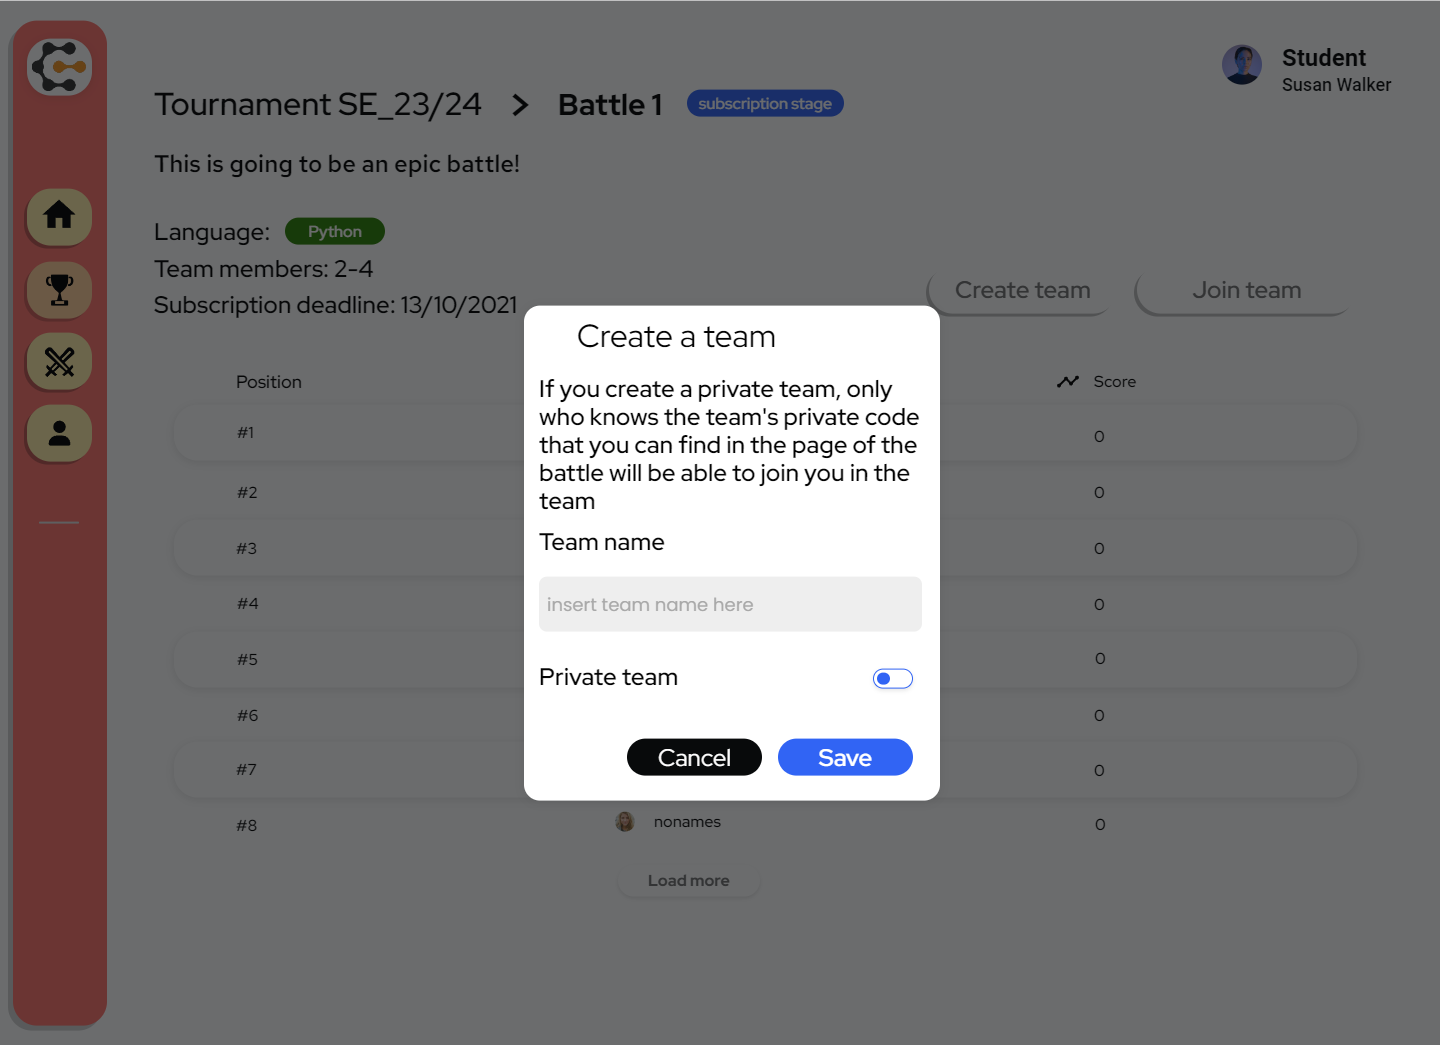 Student
Susan Walker
Tournament SE_23/24 > Battle 1 subscription stage
This is going to be an epic battle!
Language: Python
Team members: 2-4
Subscription deadline: 13/10/2021
Create team Join team
Create a team
If you create a private team, only
who knows the team's private code
that you can find in the page of the
battle will be able to join you in the
team
Team name
insert team name here
Private team
Cancel Save
Position Score
#1 0
#2 0
#3 0
#4 0
#5 0
#6 0
#7 0
#8 nonames 0
Load more